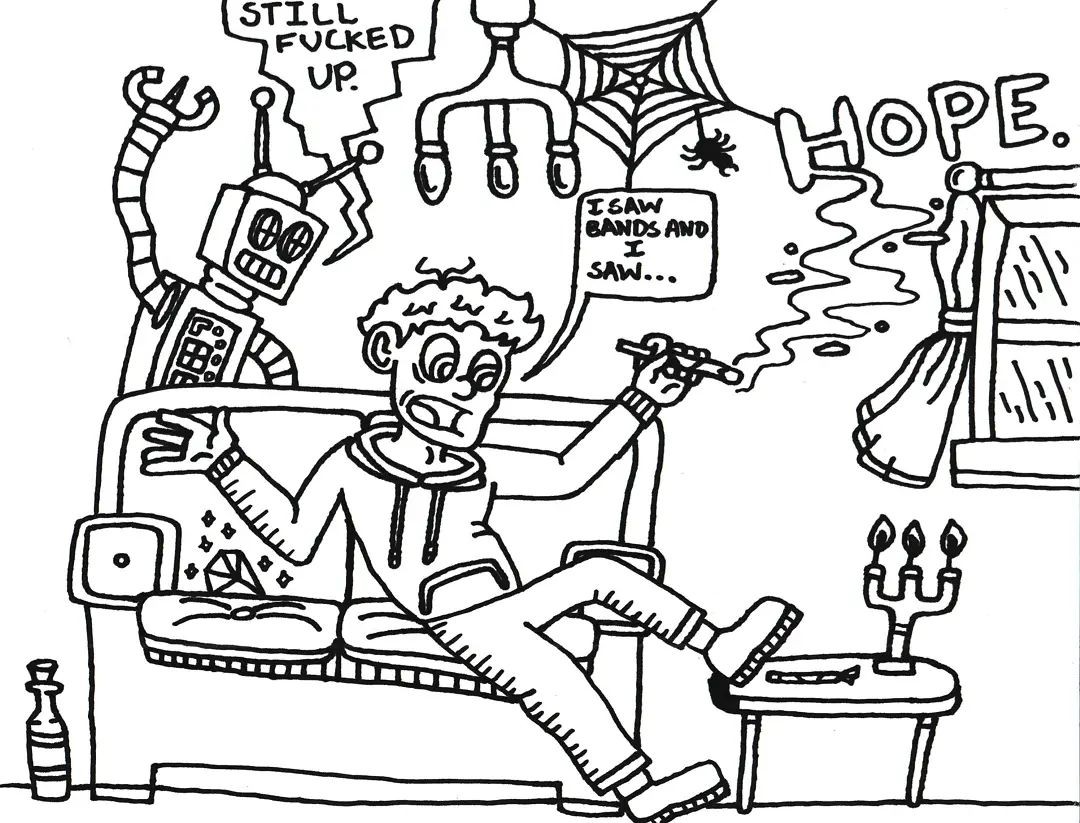 STILL
FUCKED
UP.
HOPE.
I SAW
BANDS AND
I
SAW...